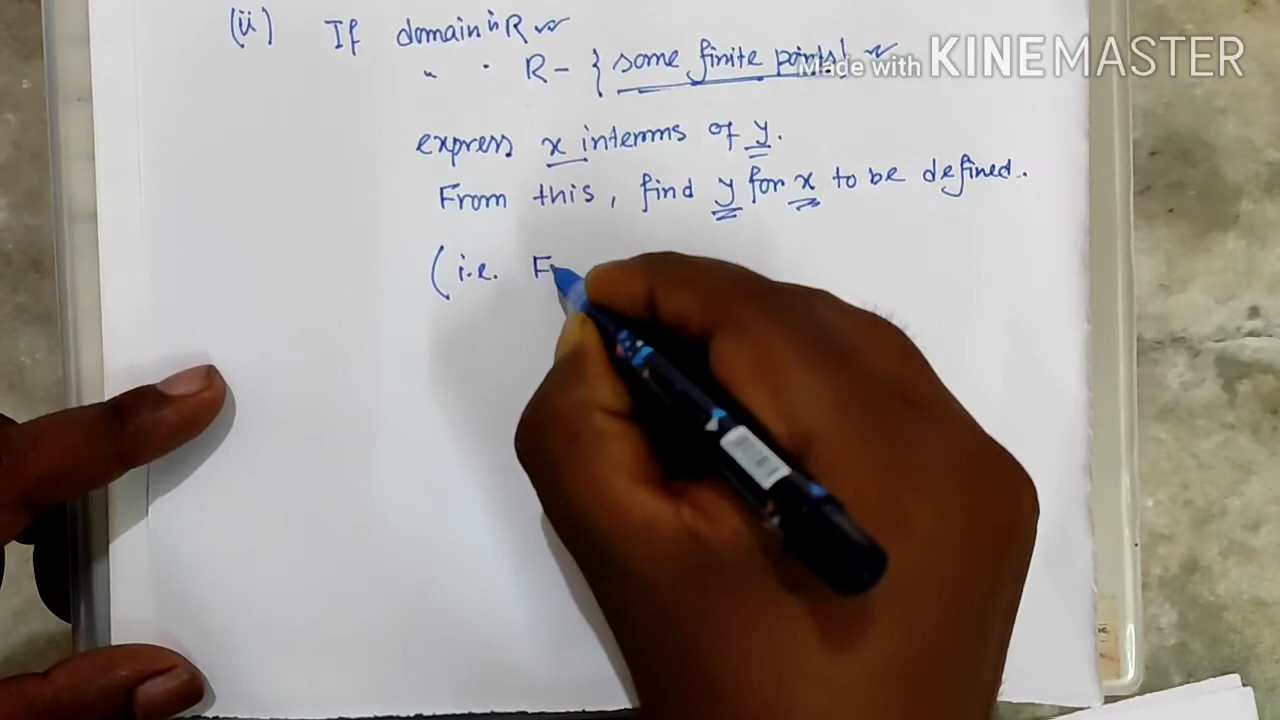 (ii) If domain is R
" " R - { some finite points}
Made with KINEMASTER
express x interms of y.
From this, find y for x to be defined.
(i.e. F